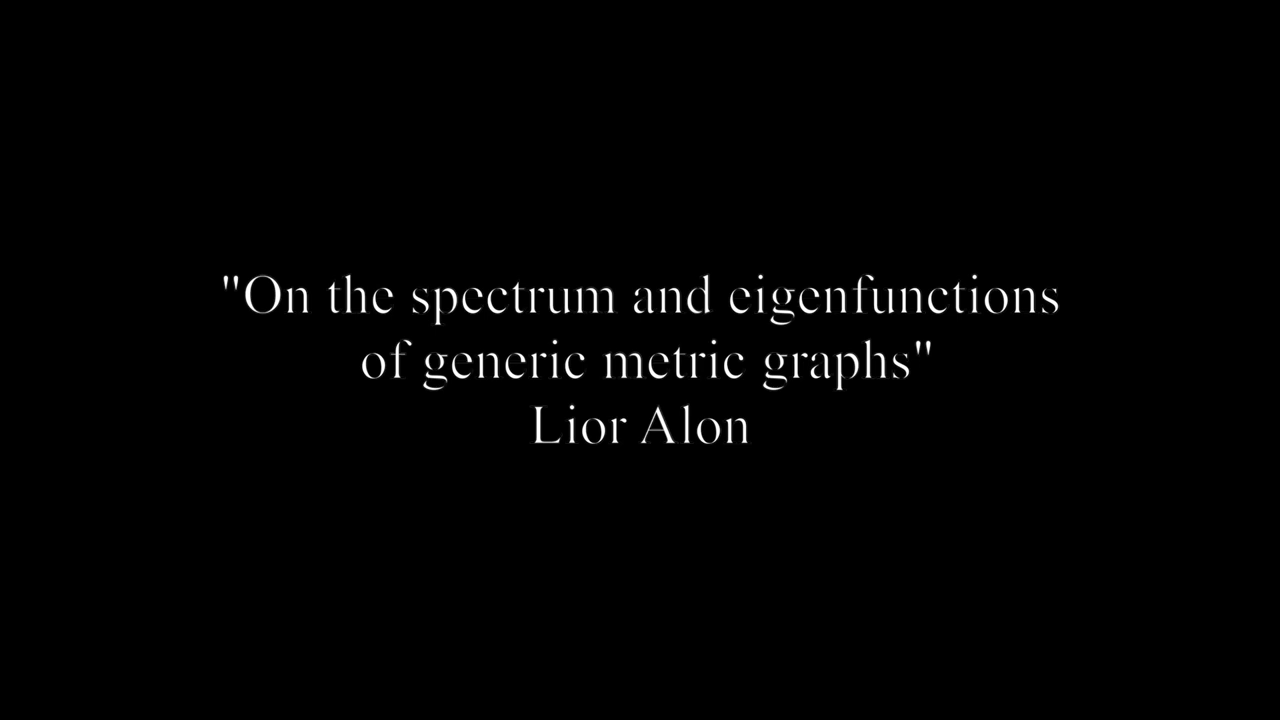 "On the spectrum and eigenfunctions
of generic metric graphs"
Lior Alon